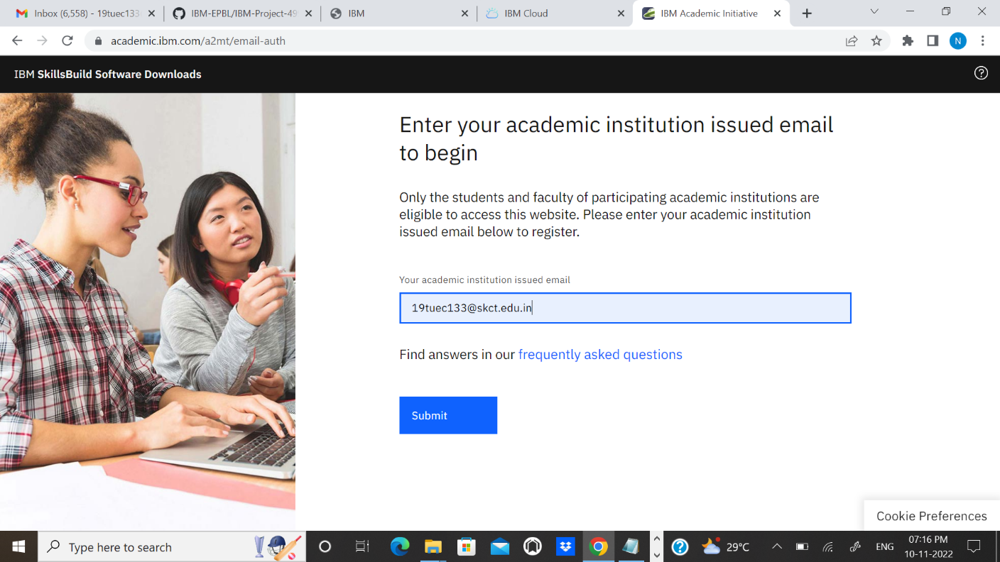 Inbox (6,558) - 19tuec133
IBM-EPBL/IBM-Project-49
IBM
IBM Cloud
IBM Academic Initiative
academic.ibm.com/a2mt/email-auth
N
IBM SkillsBuild Software Downloads
Enter your academic institution issued email
to begin
Only the students and faculty of participating academic institutions are
eligible to access this website. Please enter your academic institution
issued email below to register.
Your academic institution issued email
19tuec133@skct.edu.in
Find answers in our frequently asked questions
Submit
Cookie Preferences
Type here to search
29°C
ENG
07:16 PM
10-11-2022